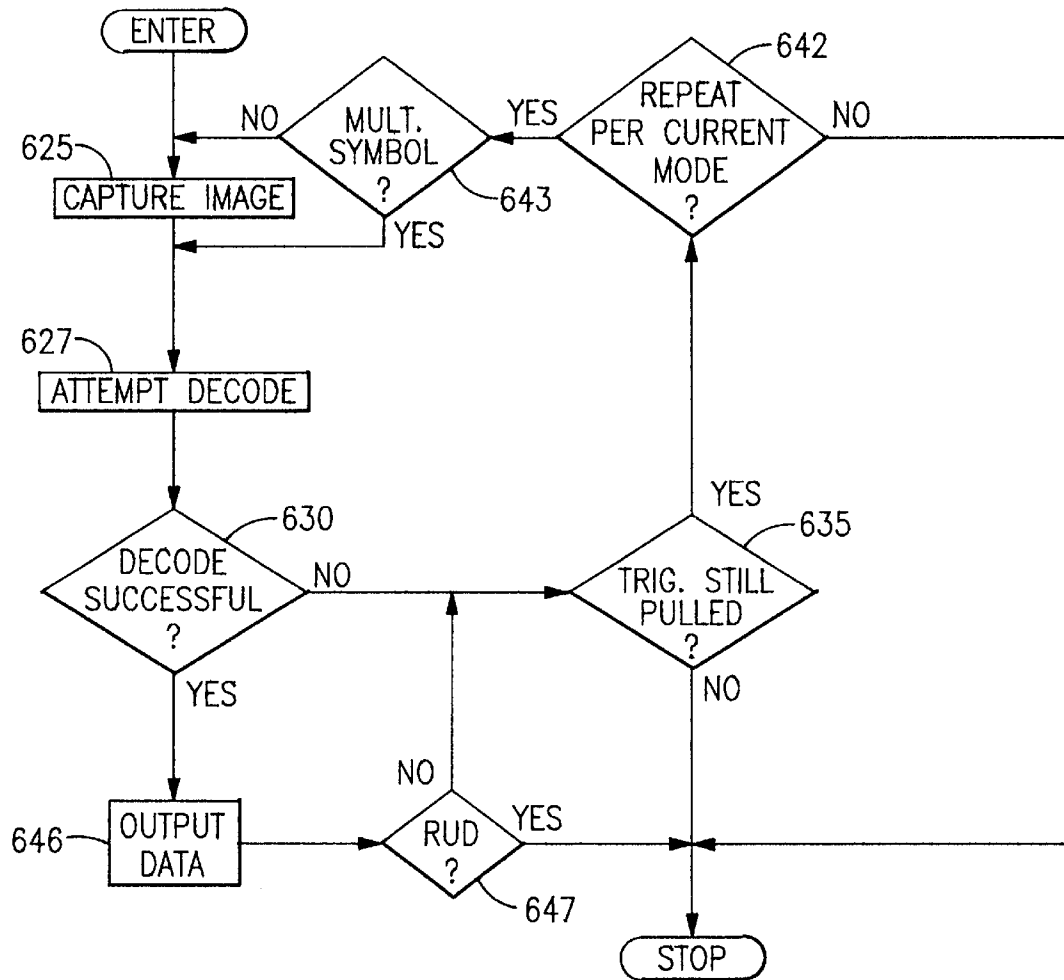 ENTER
642
REPEAT
PER CURRENT
MODE
?
YES
NO
MULT.
SYMBOL
?
NO
643
YES
625
CAPTURE IMAGE
627
ATTEMPT DECODE
630
DECODE
SUCCESSFUL
?
NO
YES
635
YES
TRIG. STILL
PULLED
?
NO
646
OUTPUT
DATA
NO
RUD
?
YES
647
STOP